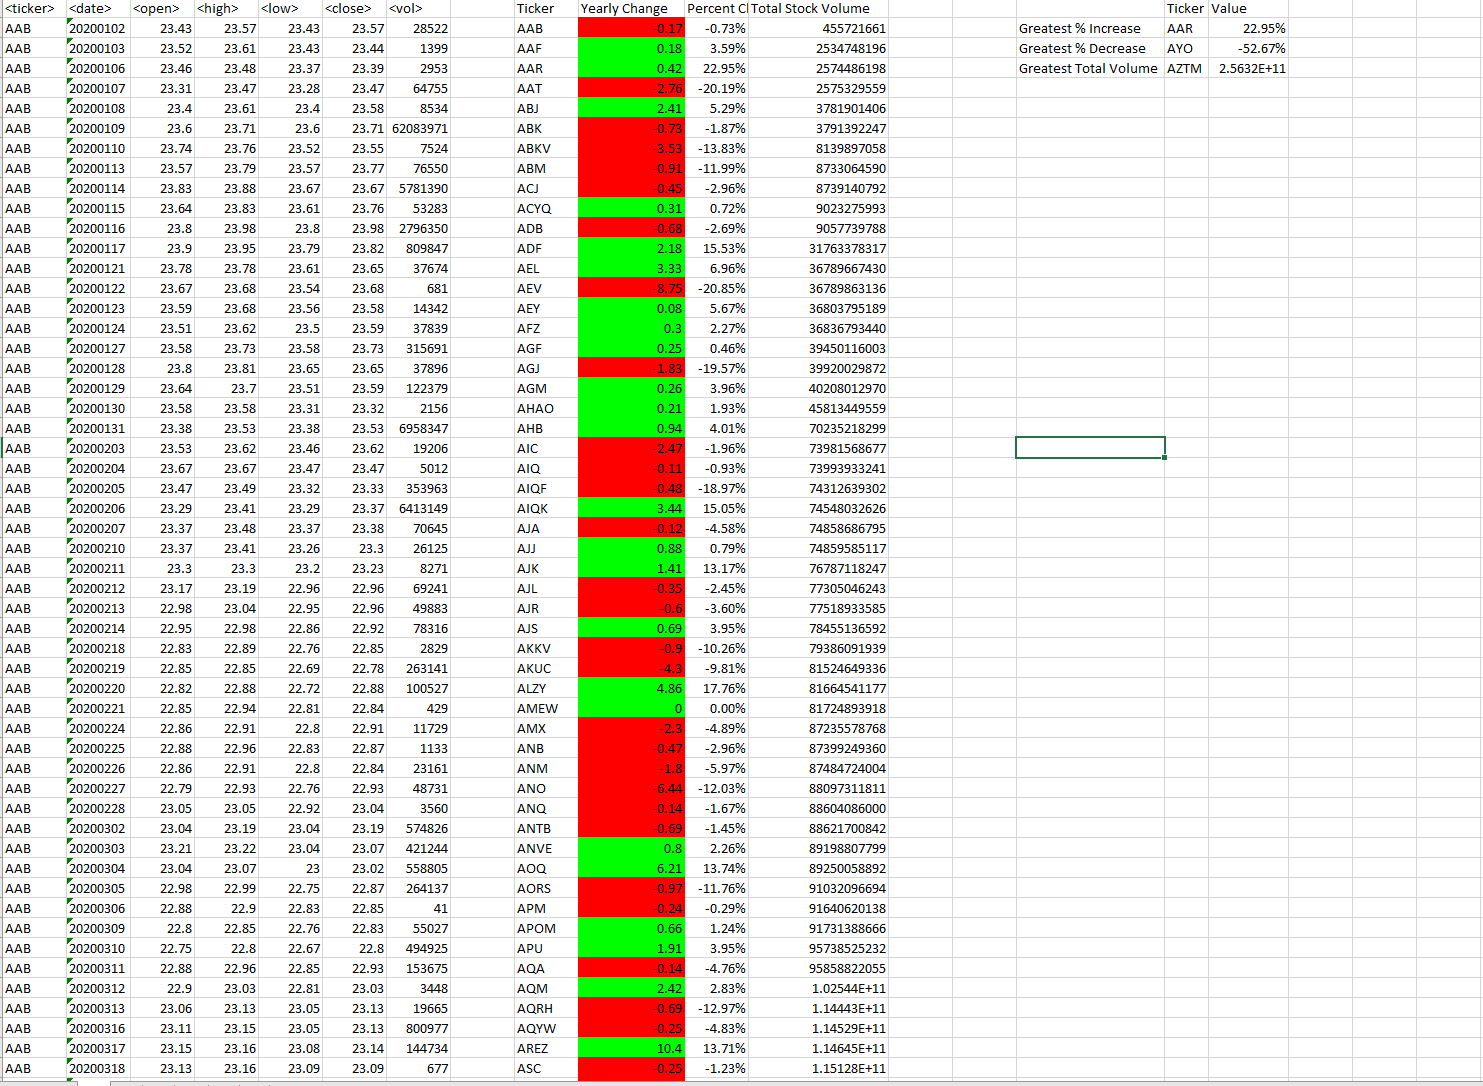 <ticker> <date> <open> <high> <low> <close> <vol> Ticker Yearly Change Percent Cl Total Stock Volume Ticker Value
AAB 20200102 23.43 23.57 23.43 23.57 28522 AAB -0.17 -0.73% 455721661 Greatest % Increase AAR 22.95%
AAB 20200103 23.52 23.61 23.43 23.44 1399 AAF 0.18 3.59% 2534748196 Greatest % Decrease AYO -52.67%
AAB 20200106 23.46 23.48 23.37 23.39 2953 AAR 0.42 22.95% 2574486198 Greatest Total Volume AZTM 2.5632E+11
AAB 20200107 23.31 23.47 23.28 23.47 64755 AAT -2.76 -20.19% 2575329559
AAB 20200108 23.4 23.61 23.4 23.58 8534 ABJ 2.41 5.29% 3781901406
AAB 20200109 23.6 23.71 23.6 23.71 62083971 ABK -0.73 -1.87% 3791392247
AAB 20200110 23.74 23.76 23.52 23.55 7524 ABKV -3.53 -13.83% 8139897058
AAB 20200113 23.57 23.79 23.57 23.77 76550 ABM -0.91 -11.99% 8733064590
AAB 20200114 23.83 23.88 23.67 23.67 5781390 ACJ -0.45 -2.96% 8739140792
AAB 20200115 23.64 23.83 23.61 23.76 53283 ACYQ 0.31 0.72% 9023275993
AAB 20200116 23.8 23.98 23.8 23.98 2796350 ADB -0.68 -2.69% 9057739788
AAB 20200117 23.9 23.95 23.79 23.82 809847 ADF 2.18 15.53% 31763378317
AAB 20200121 23.78 23.78 23.61 23.65 37674 AEL 3.33 6.96% 36789667430
AAB 20200122 23.67 23.68 23.54 23.68 681 AEV -8.75 -20.85% 36789863136
AAB 20200123 23.59 23.68 23.56 23.58 14342 AEY 0.08 5.67% 36803795189
AAB 20200124 23.51 23.62 23.5 23.59 37839 AFZ 0.3 2.27% 36836793440
AAB 20200127 23.58 23.73 23.58 23.73 315691 AGF 0.25 0.46% 39450116003
AAB 20200128 23.8 23.81 23.65 23.65 37896 AGJ -1.83 -19.57% 39920029872
AAB 20200129 23.64 23.7 23.51 23.59 122379 AGM 0.26 3.96% 40208012970
AAB 20200130 23.58 23.58 23.31 23.32 2156 AHAO 0.21 1.93% 45813449559
AAB 20200131 23.38 23.53 23.38 23.53 6958347 AHB 0.94 4.01% 70235218299
AAB 20200203 23.53 23.62 23.46 23.62 19206 AIC -2.47 -1.96% 73981568677
AAB 20200204 23.67 23.67 23.47 23.47 5012 AIQ -0.11 -0.93% 73993933241
AAB 20200205 23.47 23.49 23.32 23.33 353963 AIQF -0.48 -18.97% 74312639302
AAB 20200206 23.29 23.41 23.29 23.37 6413149 AIQK 3.44 15.05% 74548032626
AAB 20200207 23.37 23.48 23.37 23.38 70645 AJA -0.12 -4.58% 74858686795
AAB 20200210 23.37 23.41 23.26 23.3 26125 AJJ 0.88 0.79% 74859585117
AAB 20200211 23.3 23.3 23.2 23.23 8271 AJK 1.41 13.17% 76787118247
AAB 20200212 23.17 23.19 22.96 22.96 69241 AJL -0.35 -2.45% 77305046243
AAB 20200213 22.98 23.04 22.95 22.96 49883 AJR -0.6 -3.60% 77518933585
AAB 20200214 22.95 22.98 22.86 22.92 78316 AJS 0.69 3.95% 78455136592
AAB 20200218 22.83 22.89 22.76 22.85 2829 AKKV -0.9 -10.26% 79386091939
AAB 20200219 22.85 22.85 22.69 22.78 263141 AKUC -4.3 -9.81% 81524649336
AAB 20200220 22.82 22.88 22.72 22.88 100527 ALZY 4.86 17.76% 81664541177
AAB 20200221 22.85 22.94 22.81 22.84 429 AMEW 0 0.00% 81724893918
AAB 20200224 22.86 22.91 22.8 22.91 11729 AMX -2.3 -4.89% 87235578768
AAB 20200225 22.88 22.96 22.83 22.87 1133 ANB -0.47 -2.96% 87399249360
AAB 20200226 22.86 22.91 22.8 22.84 23161 ANM -1.8 -5.97% 87484724004
AAB 20200227 22.79 22.93 22.76 22.93 48731 ANO -6.44 -12.03% 88097311811
AAB 20200228 23.05 23.05 22.92 23.04 3560 ANQ -0.14 -1.67% 88604086000
AAB 20200302 23.04 23.19 23.04 23.19 574826 ANTB -0.69 -1.45% 88621700842
AAB 20200303 23.21 23.22 23.04 23.07 421244 ANVE 0.8 2.26% 89198807799
AAB 20200304 23.04 23.07 23 23.02 558805 AOQ 6.21 13.74% 89250058892
AAB 20200305 22.98 22.99 22.75 22.87 264137 AORS -0.97 -11.76% 91032096694
AAB 20200306 22.88 22.9 22.83 22.85 41 APM -0.24 -0.29% 91640620138
AAB 20200309 22.8 22.85 22.76 22.83 55027 APOM 0.66 1.24% 91731388666
AAB 20200310 22.75 22.8 22.67 22.8 494925 APU 1.91 3.95% 95738525232
AAB 20200311 22.88 22.96 22.85 22.93 153675 AQA -0.14 -4.76% 95858822055
AAB 20200312 22.9 23.03 22.81 23.03 3448 AQM 2.42 2.83% 1.02544E+11
AAB 20200313 23.06 23.13 23.05 23.13 19665 AQRH -0.69 -12.97% 1.14443E+11
AAB 20200316 23.11 23.15 23.05 23.13 800977 AQYW -0.25 -4.83% 1.14529E+11
AAB 20200317 23.15 23.16 23.08 23.14 144734 AREZ 10.4 13.71% 1.14645E+11
AAB 20200318 23.13 23.16 23.09 23.09 677 ASC -0.25 -1.23% 1.15128E+11